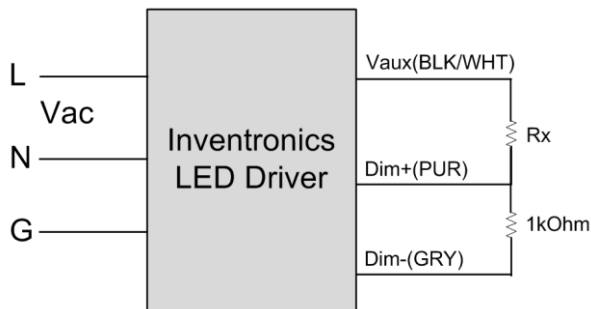 L
Vac
N
G
Inventronics
LED Driver
Vaux(BLK/WHT)
Rx
Dim+(PUR)
1kOhm
Dim-(GRY)